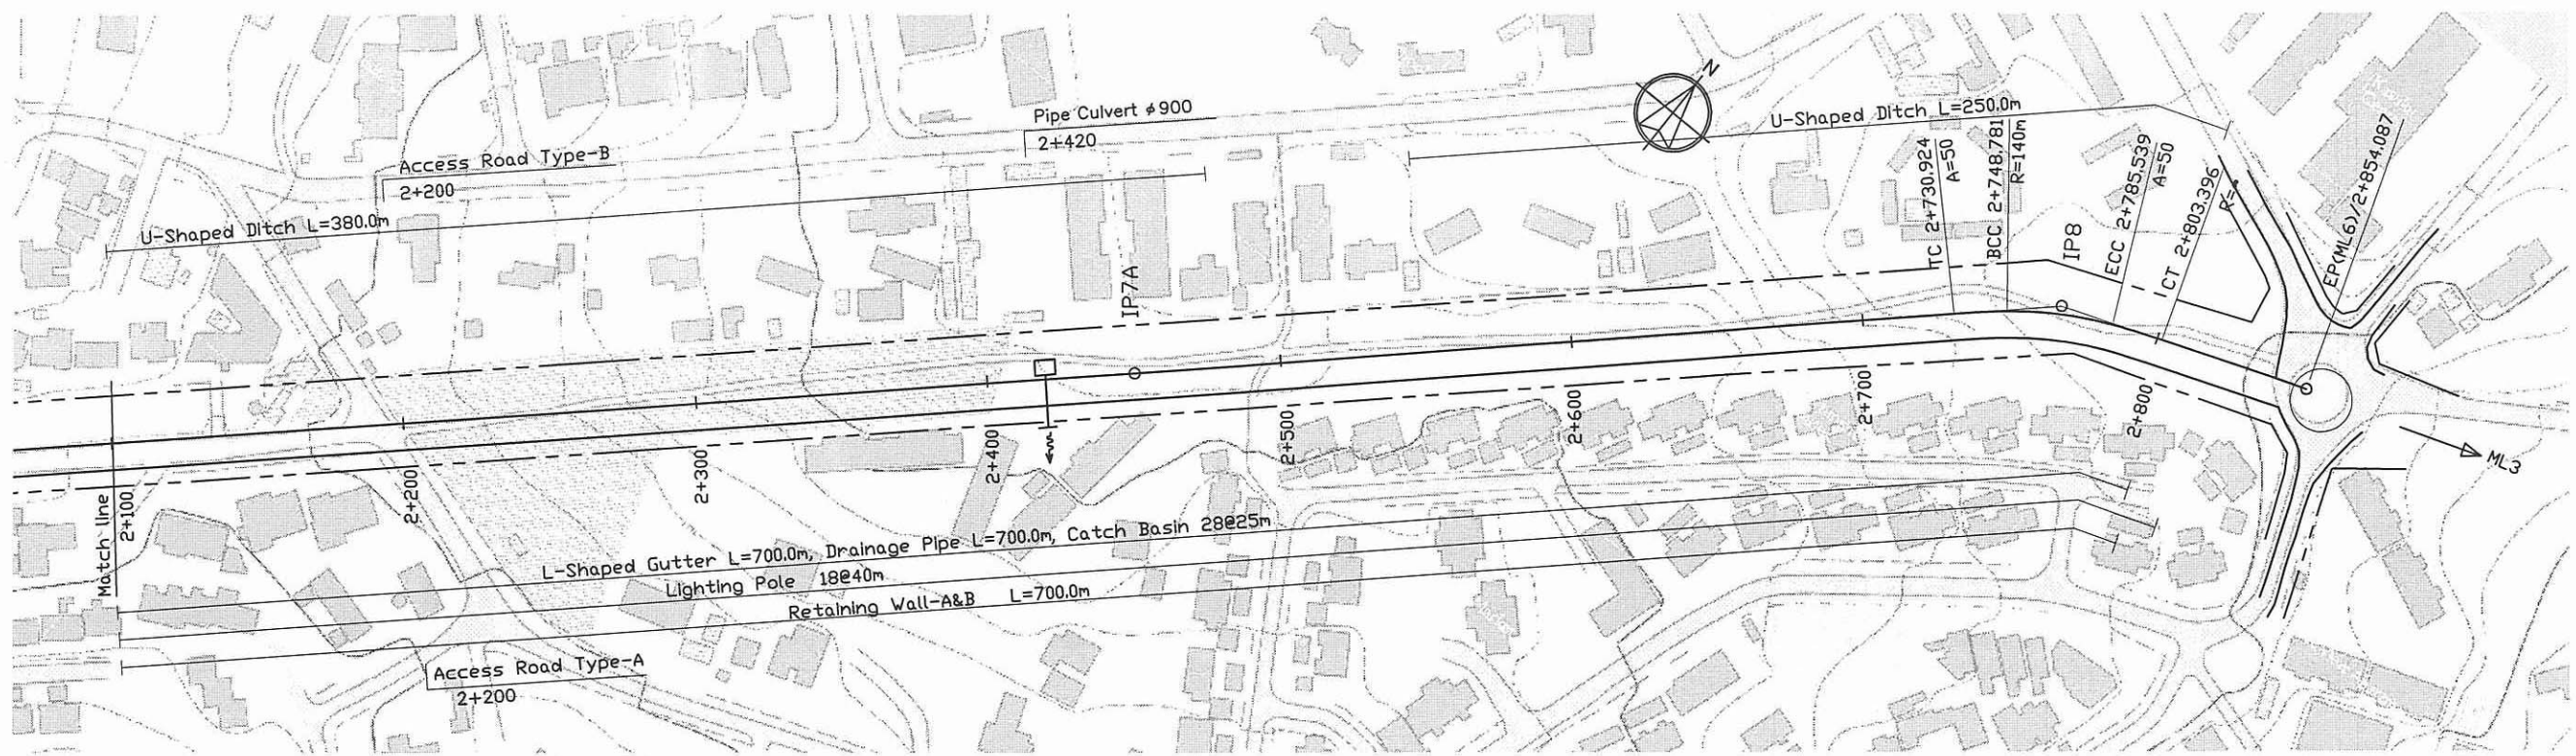 Pipe Culvert ø900
2+420
N
U-Shaped Ditch L=250.0m
Access Road Type-B
2+200
U-Shaped Ditch L=380.0m
IP7A
TC 2+730.924
A=50
BCC 2+748.781
R=140m
IP8
ECC 2+785.539
A=50
CT 2+803.396
EP(ML6)/2+854.087
Match line
2+100
2+200
2+300
2+400
2+500
2+600
2+700
2+800
ML3
L-Shaped Gutter L=700.0m, Drainage Pipe L=700.0m, Catch Basin 28@25m
Lighting Pole 18@40m
Retaining Wall-A&B L=700.0m
Access Road Type-A
2+200